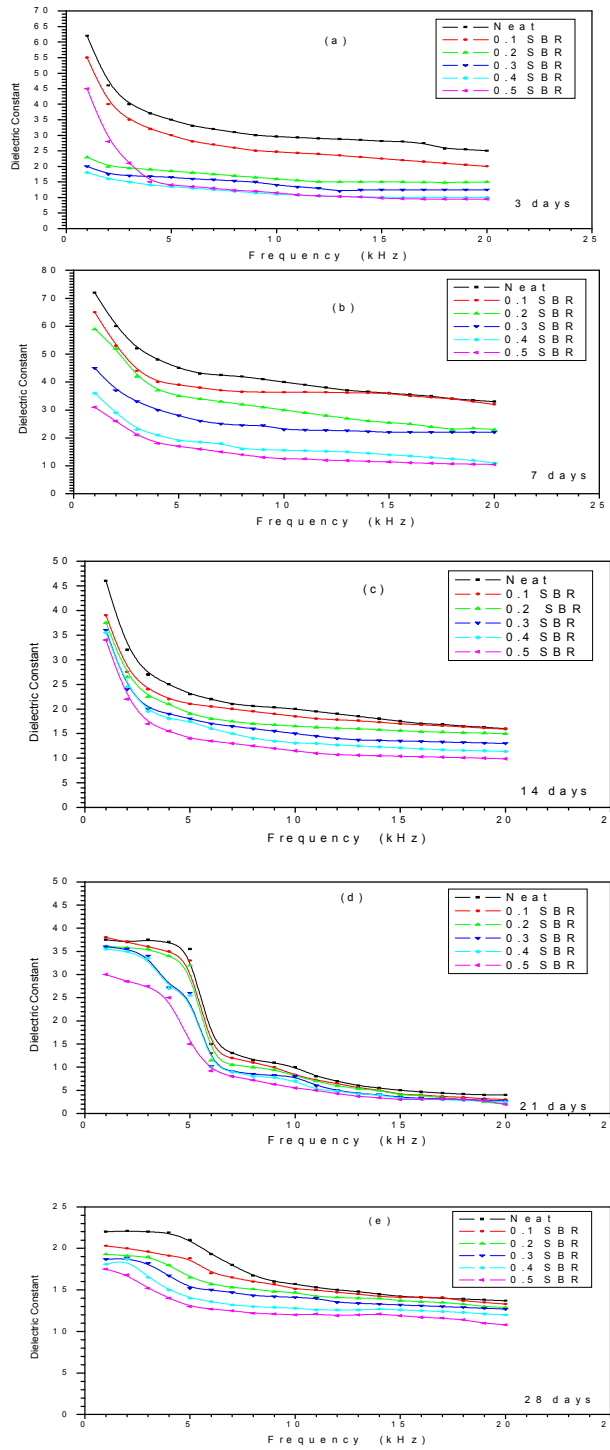 70
60
50
40
30
20
10
0
Dielectric Constant
(a)
Neat
0.1 SBR
0.2 SBR
0.3 SBR
0.4 SBR
0.5 SBR
3 days
0 5 10 15 20 25
Frequency (kHz)
80
70
60
50
40
30
20
10
0
Dielectric Constant
(b)
Neat
0.1 SBR
0.2 SBR
0.3 SBR
0.4 SBR
0.5 SBR
7 days
0 5 10 15 20 25
Frequency (kHz)
50
45
40
35
30
25
20
15
10
5
0
Dielectric Constant
(c)
Neat
0.1 SBR
0.2 SBR
0.3 SBR
0.4 SBR
0.5 SBR
14 days
0 5 10 15 20 2
Frequency (kHz)
50
45
40
35
30
25
20
15
10
5
0
Dielectric Constant
(d)
Neat
0.1 SBR
0.2 SBR
0.3 SBR
0.4 SBR
0.5 SBR
21 days
0 5 10 15 20 2
Frequency (kHz)
25
20
15
10
5
0
Dielectric Constant
(e)
Neat
0.1 SBR
0.2 SBR
0.3 SBR
0.4 SBR
0.5 SBR
28 days
0 5 10 15 20 2
Frequency (kHz)